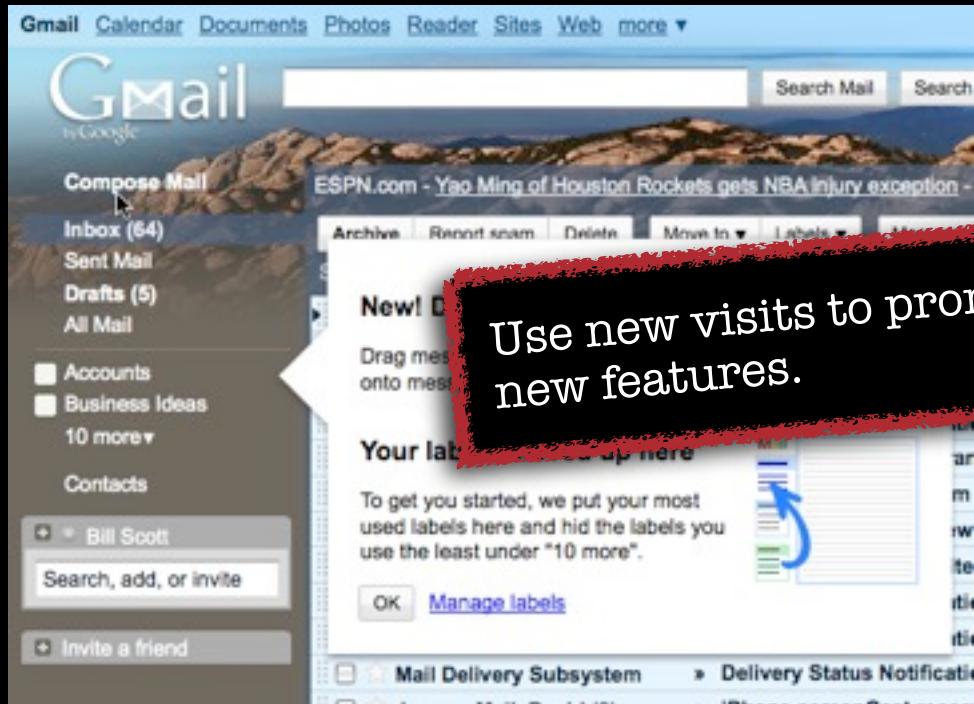 Gmail Calendar Documents Photos Reader Sites Web more ▼
Gmail
by Google
Search Mail Search
Compose Mail
ESPN.com - Yao Ming of Houston Rockets gets NBA Injury exception -
Inbox (64)
Archive Report spam Delete Move to ▼ Labels ▼
Sent Mail
Drafts (5)
All Mail
New!
Use new visits to
new features.
Drag
onto
Accounts
Business Ideas
10 more▼
Your up here
Contacts
To get you started, we put your most
used labels here and hid the labels you
use the least under "10 more".
Bill Scott
Search, add, or invite
OK Manage labels
Invite a friend
Mail Delivery Subsystem » Delivery Status